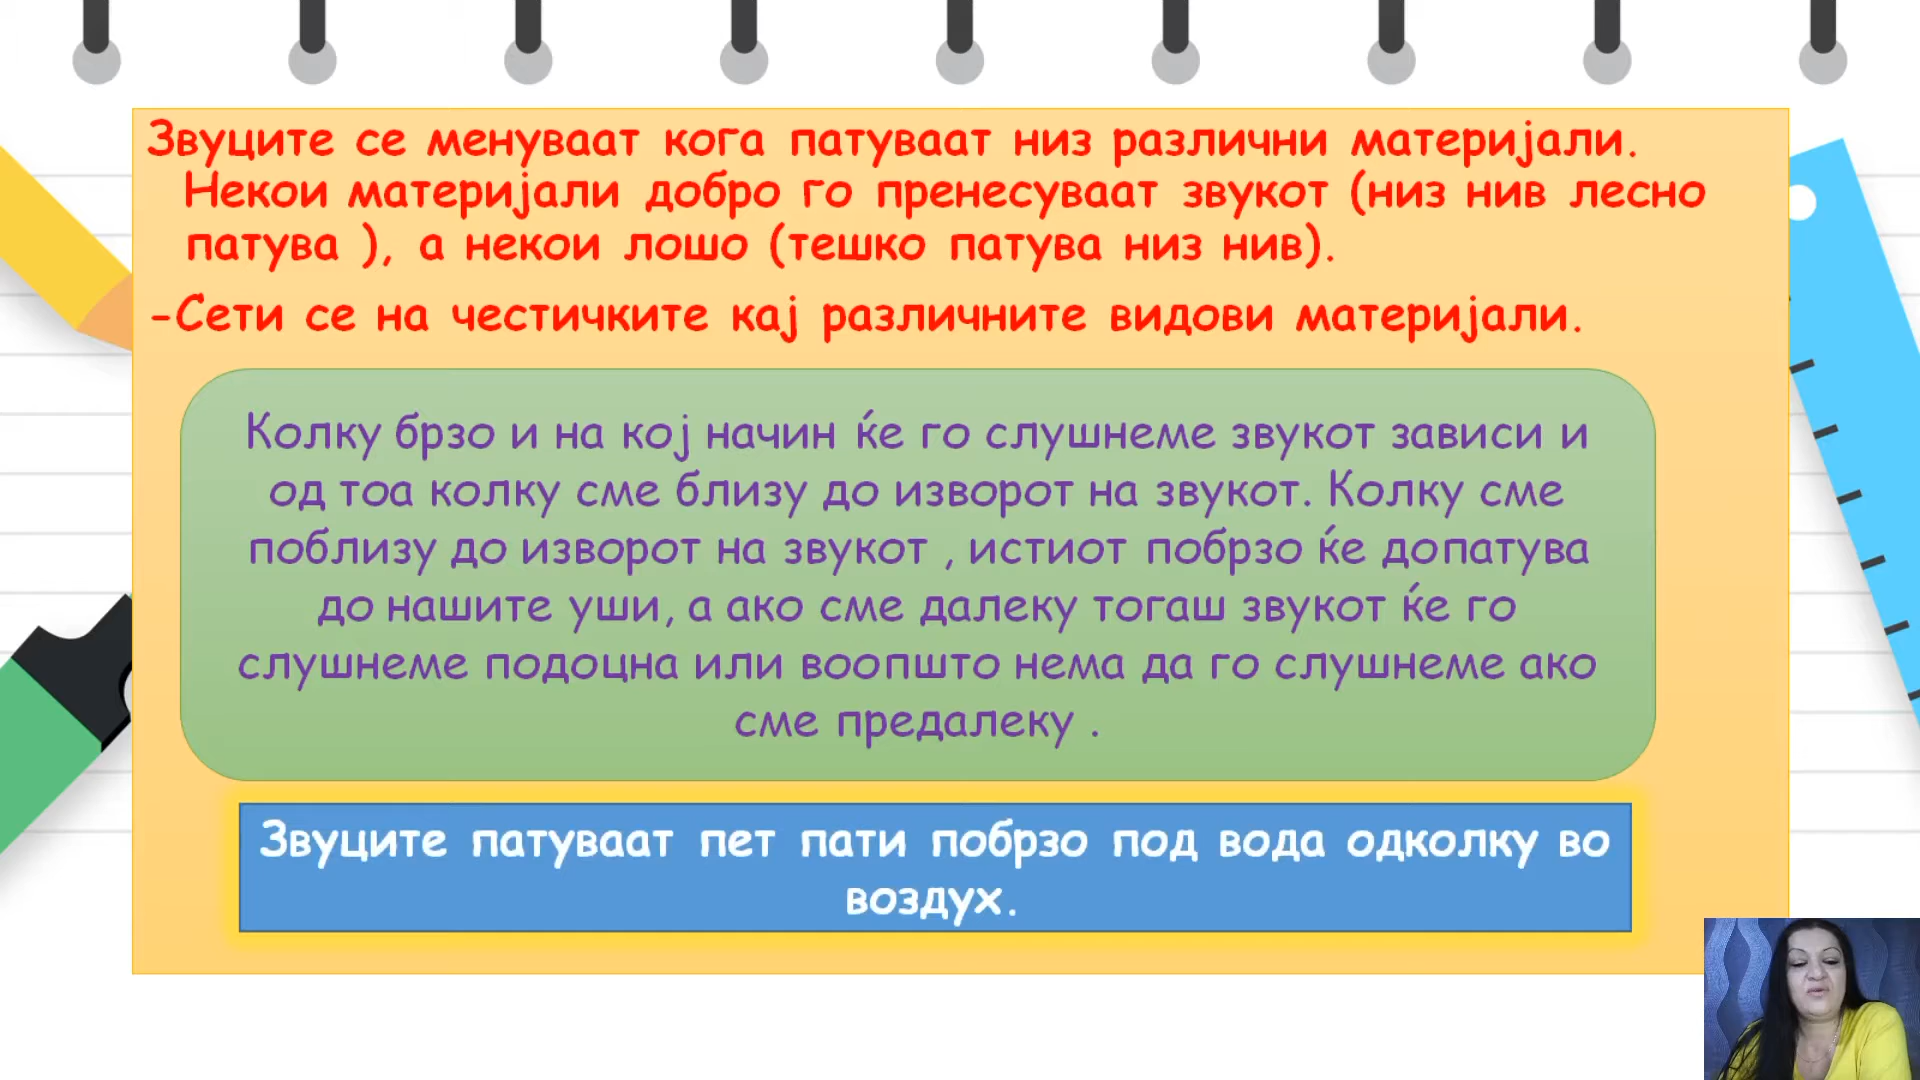 Звуците се менуваат кога патуваат низ различни материјали.
Некои материјали добро го пренесуваат звукот (низ нив лесно
патува ), а некои лошо (тешко патува низ нив).
-Сети се на честичките кај различните видови материјали.
Колку брзо и на кој начин ќе го слушнеме звукот зависи и
од тоа колку сме близу до изворот на звукот. Колку сме
поблизу до изворот на звукот , истиот побрзо ќе допатува
до нашите уши, а ако сме далеку тогаш звукот ќе го
слушнеме подоцна или воопшто нема да го слушнеме ако
сме предалеку .
Звуците патуваат пет пати побрзо под вода одколку во
воздух.